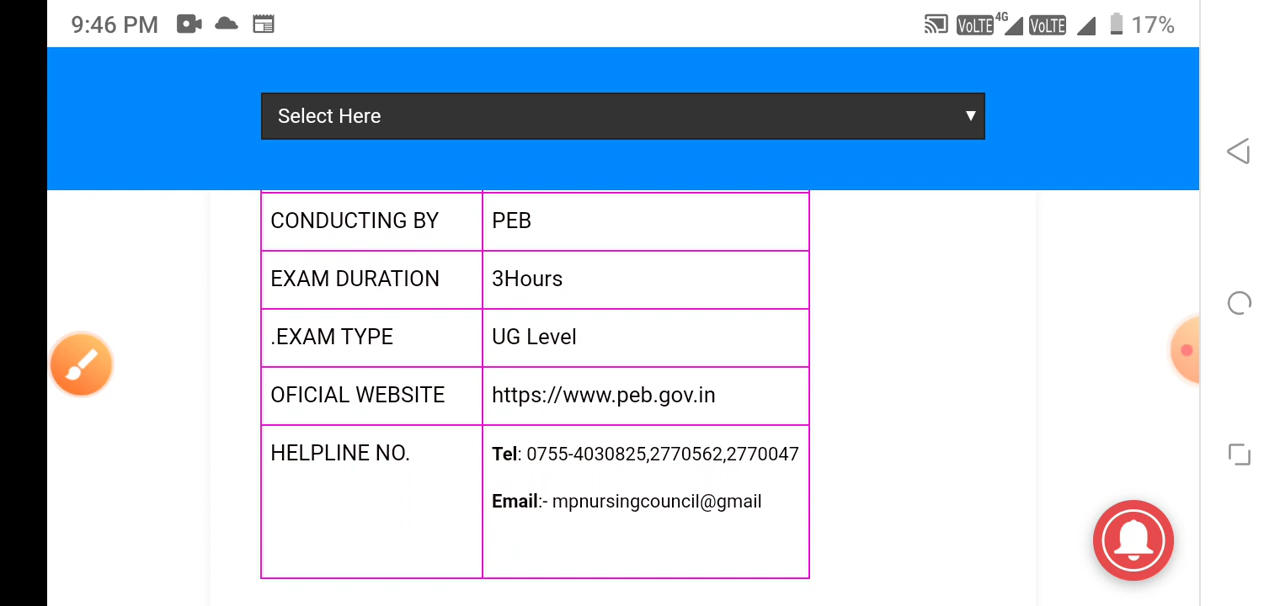 9:46 PM
VoLTE 4G VoLTE 17%
Select Here
CONDUCTING BY PEB
EXAM DURATION 3Hours
.EXAM TYPE UG Level
OFICIAL WEBSITE https://www.peb.gov.in
HELPLINE NO. Tel: 0755-4030825,2770562,2770047
Email:- mpnursingcouncil@gmail